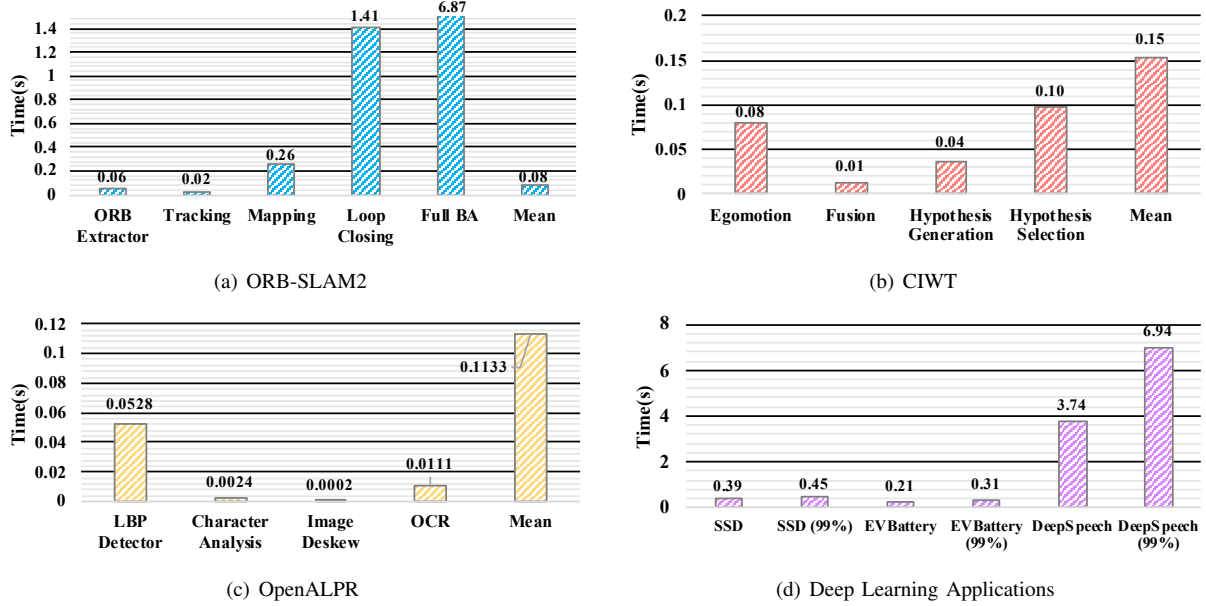 Time(s)
1.4
1.2
1
0.8
0.6
0.4
0.2
0
0.06
0.02
0.26
1.41
6.87
0.08
ORB Extractor
Tracking
Mapping
Loop Closing
Full BA
Mean
(a) ORB-SLAM2
Time(s)
0.2
0.15
0.1
0.05
0
0.08
0.01
0.04
0.10
0.15
Egomotion
Fusion
Hypothesis Generation
Hypothesis Selection
Mean
(b) CIWT
Time(s)
0.12
0.1
0.08
0.06
0.04
0.02
0
0.0528
0.0024
0.0002
0.0111
0.1133
LBP Detector
Character Analysis
Image Deskew
OCR
Mean
(c) OpenALPR
Time(s)
8
6
4
2
0
0.39
0.45
0.21
0.31
3.74
6.94
SSD
SSD (99%)
EVBattery
EVBattery (99%)
DeepSpeech
DeepSpeech (99%)
(d) Deep Learning Applications